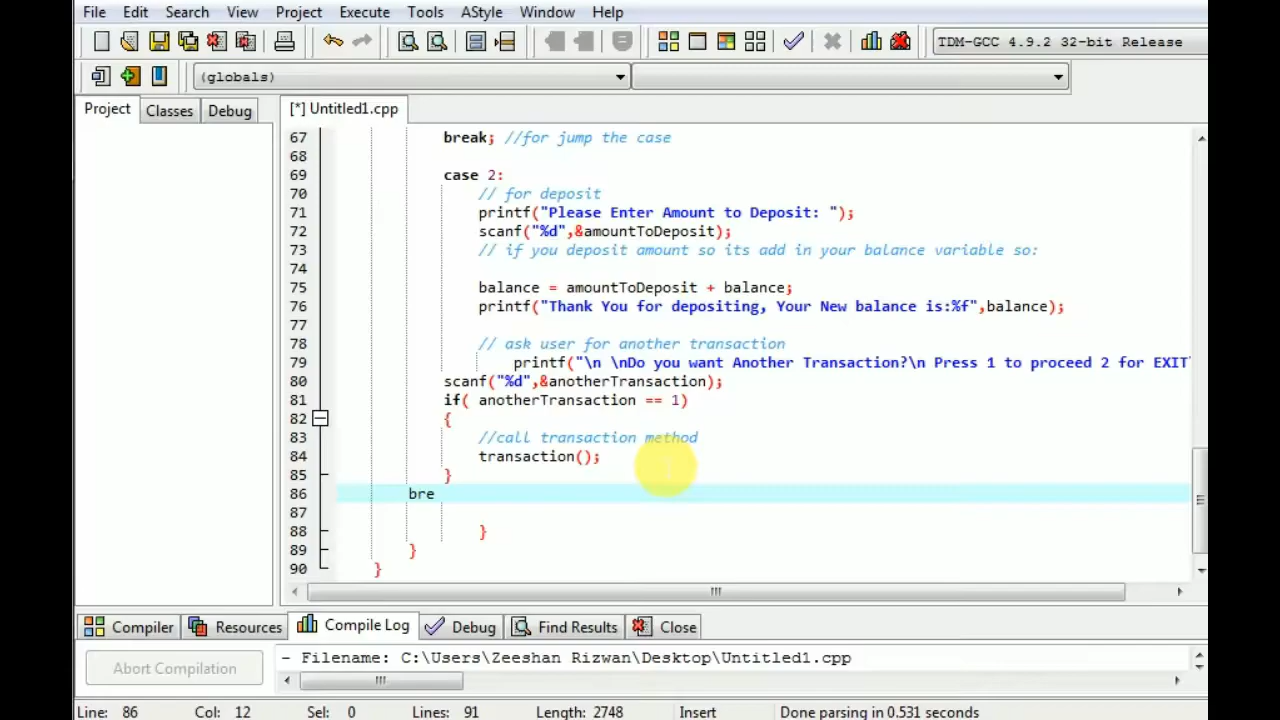 File Edit Search View Project Execute Tools AStyle Window Help
TDM-GCC 4.9.2 32-bit Release
(globals)
Project Classes Debug [*] Untitled1.cpp
67 break; //for jump the case
68
69 case 2:
70 // for deposit
71 printf("Please Enter Amount to Deposit: ");
72 scanf("%d",&amountToDeposit);
73 // if you deposit amount so its add in your balance variable so:
74
75 balance = amountToDeposit + balance;
76 printf("Thank You for depositing, Your New balance is:%f",balance);
77
78 // ask user for another transaction
79 printf("\n \nDo you want Another Transaction?\n Press 1 to proceed 2 for EXIT
80 scanf("%d",&anotherTransaction);
81 if( anotherTransaction == 1)
82 {
83 //call transaction method
84 transaction();
85 }
86 bre
87
88 }
89 }
90 }
Compiler Resources Compile Log Debug Find Results Close
Abort Compilation
- Filename: C:\Users\Zeeshan Rizwan\Desktop\Untitled1.cpp
Line: 86 Col: 12 Sel: 0 Lines: 91 Length: 2748 Insert Done parsing in 0.531 seconds